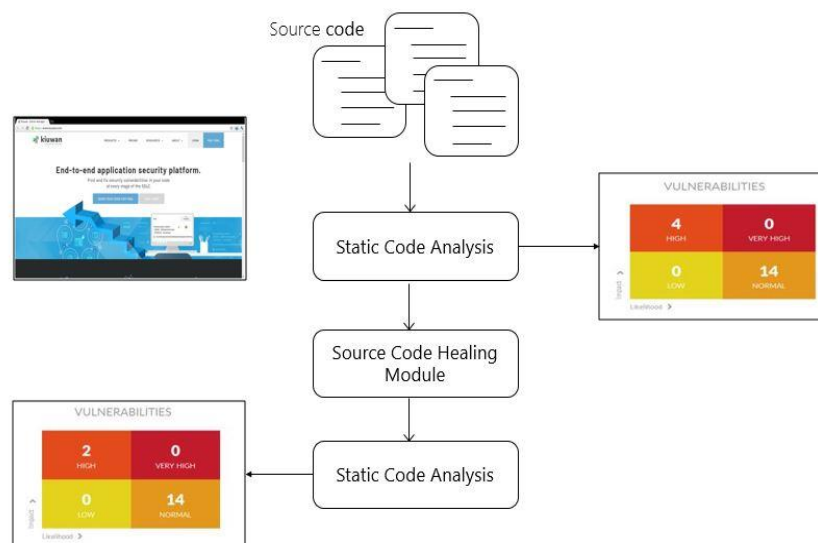 Source code
kiuwan
End-to-end application security platform.
Static Code Analysis
VULNERABILITIES
4
HIGH
0
VERY HIGH
0
LOW
14
NORMAL
Impact >
Likelihood >
Source Code Healing
Module
VULNERABILITIES
2
HIGH
0
VERY HIGH
0
LOW
14
NORMAL
Impact >
Likelihood >
Static Code Analysis